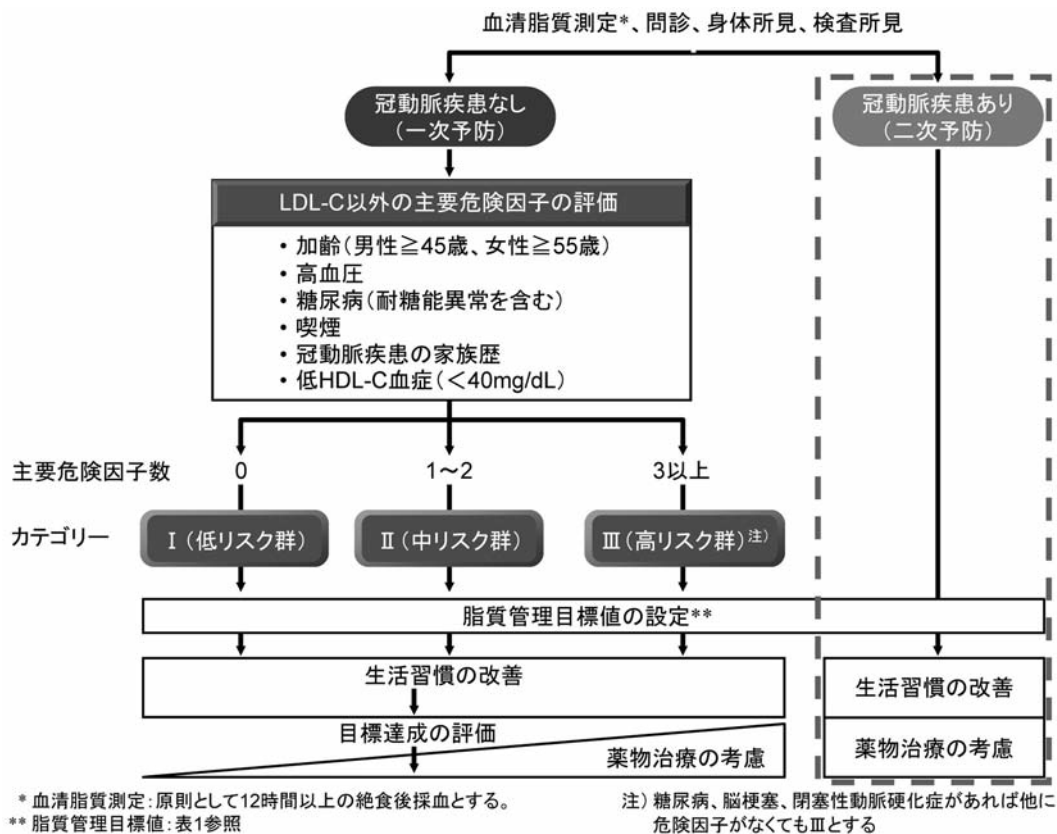 血清脂質測定*、問診、身体所見、検査所見
冠動脈疾患なし
(一次予防)
冠動脈疾患あり
(二次予防)
LDL-C以外の主要危険因子の評価
・加齢(男性≧45歳、女性≧55歳)
・高血圧
・糖尿病(耐糖能異常を含む)
・喫煙
・冠動脈疾患の家族歴
・低HDL-C血症(<40mg/dL)
主要危険因子数 0 1~2 3以上
カテゴリー Ⅰ(低リスク群) Ⅱ(中リスク群) Ⅲ(高リスク群)注)
脂質管理目標値の設定**
生活習慣の改善
目標達成の評価
薬物治療の考慮
生活習慣の改善
薬物治療の考慮
* 血清脂質測定:原則として12時間以上の絶食後採血とする。
** 脂質管理目標値:表1参照
注) 糖尿病、脳梗塞、閉塞性動脈硬化症があれば他に
危険因子がなくてもⅢとする